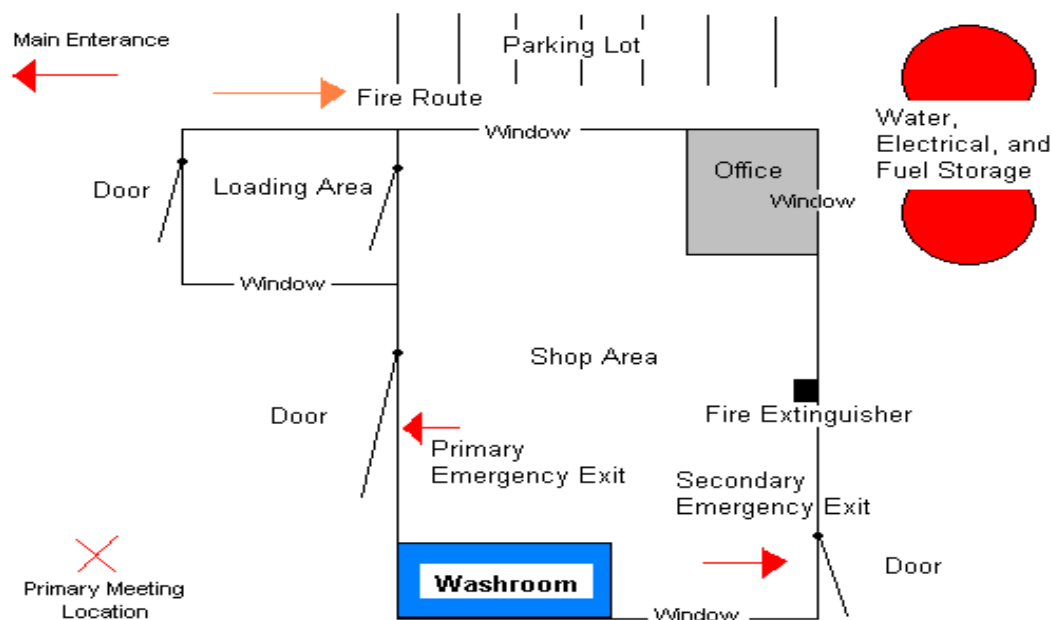 Main Enterance
Parking Lot
Fire Route
Water,
Electrical, and
Fuel Storage
Window
Door
Loading Area
Office
Window
Window
Shop Area
Door
Fire Extinguisher
Primary
Emergency Exit
Secondary
Emergency Exit
Primary Meeting
Location
Washroom
Door
Window